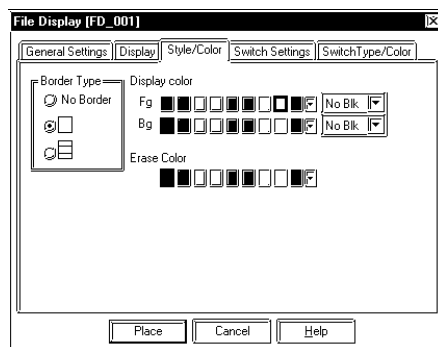 File Display [FD_001]
General Settings Display Style/Color Switch Settings SwitchType/Color
Border Type
No Border
Display color
Fg No Blk
Bg No Blk
Erase Color
Place Cancel Help